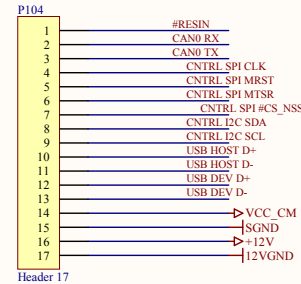 P104
1 #RESIN
2 CAN0 RX
3 CAN0 TX
4 CNTRL SPI CLK
5 CNTRL SPI MRST
6 CNTRL SPI MTSR
7 CNTRL SPI #CS_NSS
8 CNTRL I2C SDA
9 CNTRL I2C SCL
10 USB HOST D+
11 USB HOST D-
12 USB DEV D+
13 USB DEV D-
14 VCC_CM
15 SGND
16 +12V
17 12VGND
Header 17